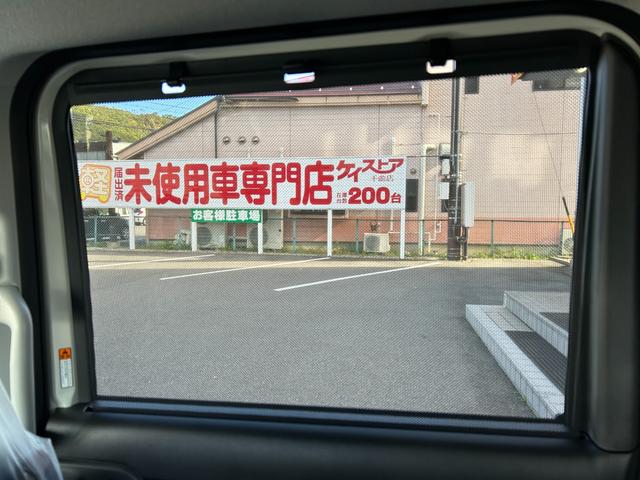 軽 届出済 未使用車専門店 ケイストア
在庫台数 200台
お客様駐車場